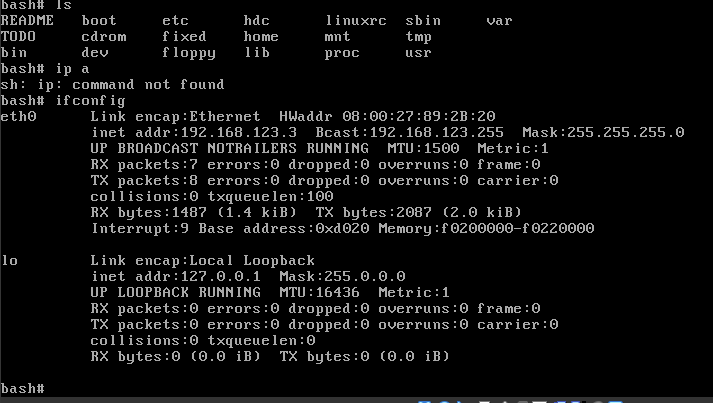 bash# ls
README   boot     etc      hdc      linuxrc  sbin     var
TODO     cdrom    fixed    home     mnt      tmp
bin      dev      floppy   lib      proc     usr
bash# ip a
sh: ip: command not found
bash# ifconfig
eth0      Link encap:Ethernet  HWaddr 08:00:27:89:2B:20
          inet addr:192.168.123.3  Bcast:192.168.123.255  Mask:255.255.255.0
          UP BROADCAST NOTRAILERS RUNNING  MTU:1500  Metric:1
          RX packets:7 errors:0 dropped:0 overruns:0 frame:0
          TX packets:8 errors:0 dropped:0 overruns:0 carrier:0
          collisions:0 txqueuelen:100
          RX bytes:1487 (1.4 kiB)  TX bytes:2087 (2.0 kiB)
          Interrupt:9 Base address:0xd020 Memory:f0200000-f0220000
lo        Link encap:Local Loopback
          inet addr:127.0.0.1  Mask:255.0.0.0
          UP LOOPBACK RUNNING  MTU:16436  Metric:1
          RX packets:0 errors:0 dropped:0 overruns:0 frame:0
          TX packets:0 errors:0 dropped:0 overruns:0 carrier:0
          collisions:0 txqueuelen:0
          RX bytes:0 (0.0 iB)  TX bytes:0 (0.0 iB)
bash#